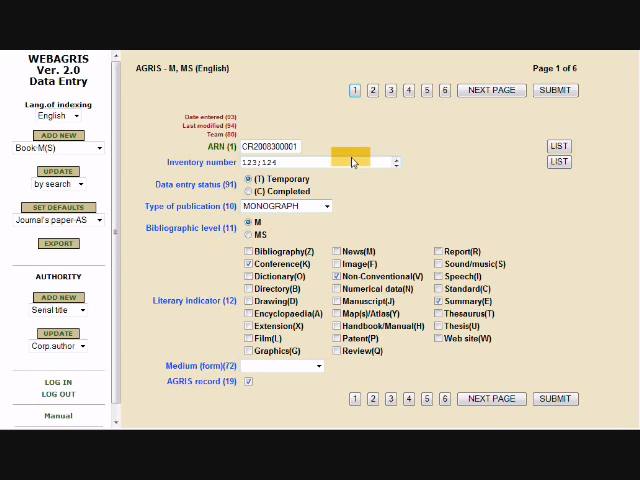 WEBAGRIS
Ver. 2.0
Data Entry
Lang.of indexing
English
ADD NEW
Book-M(S)
UPDATE
by search
SET DEFAULTS
Journal's paper-AS
EXPORT
AUTHORITY
ADD NEW
Serial title
UPDATE
Corp.author
LOG IN
LOG OUT
Manual
AGRIS - M, MS (English)
Page 1 of 6
1 2 3 4 5 6 NEXT PAGE SUBMIT
Date entered (93)
Last modified (94)
Team (80)
ARN (1) CR2008300001 LIST
Inventory number 123;124 LIST
Data entry status (91) (T) Temporary
(C) Completed
Type of publication (10) MONOGRAPH
Bibliographic level (11) M
MS
Literary Indicator (12)
Bibliography(Z) News(M) Report(R)
Conference(K) Image(F) Sound/music(S)
Dictionary(O) Non-Conventional(V) Speech(I)
Directory(B) Numerical data(N) Standard(C)
Drawing(D) Manuscript(J) Summary(E)
Encyclopaedia(A) Map(s)/Atlas(Y) Thesaurus(T)
Extension(X) Handbook/Manual(H) Thesis(U)
Film(L) Patent(P) Web site(W)
Graphics(G) Review(Q)
Medium (form)(72)
AGRIS record (19)
1 2 3 4 5 6 NEXT PAGE SUBMIT